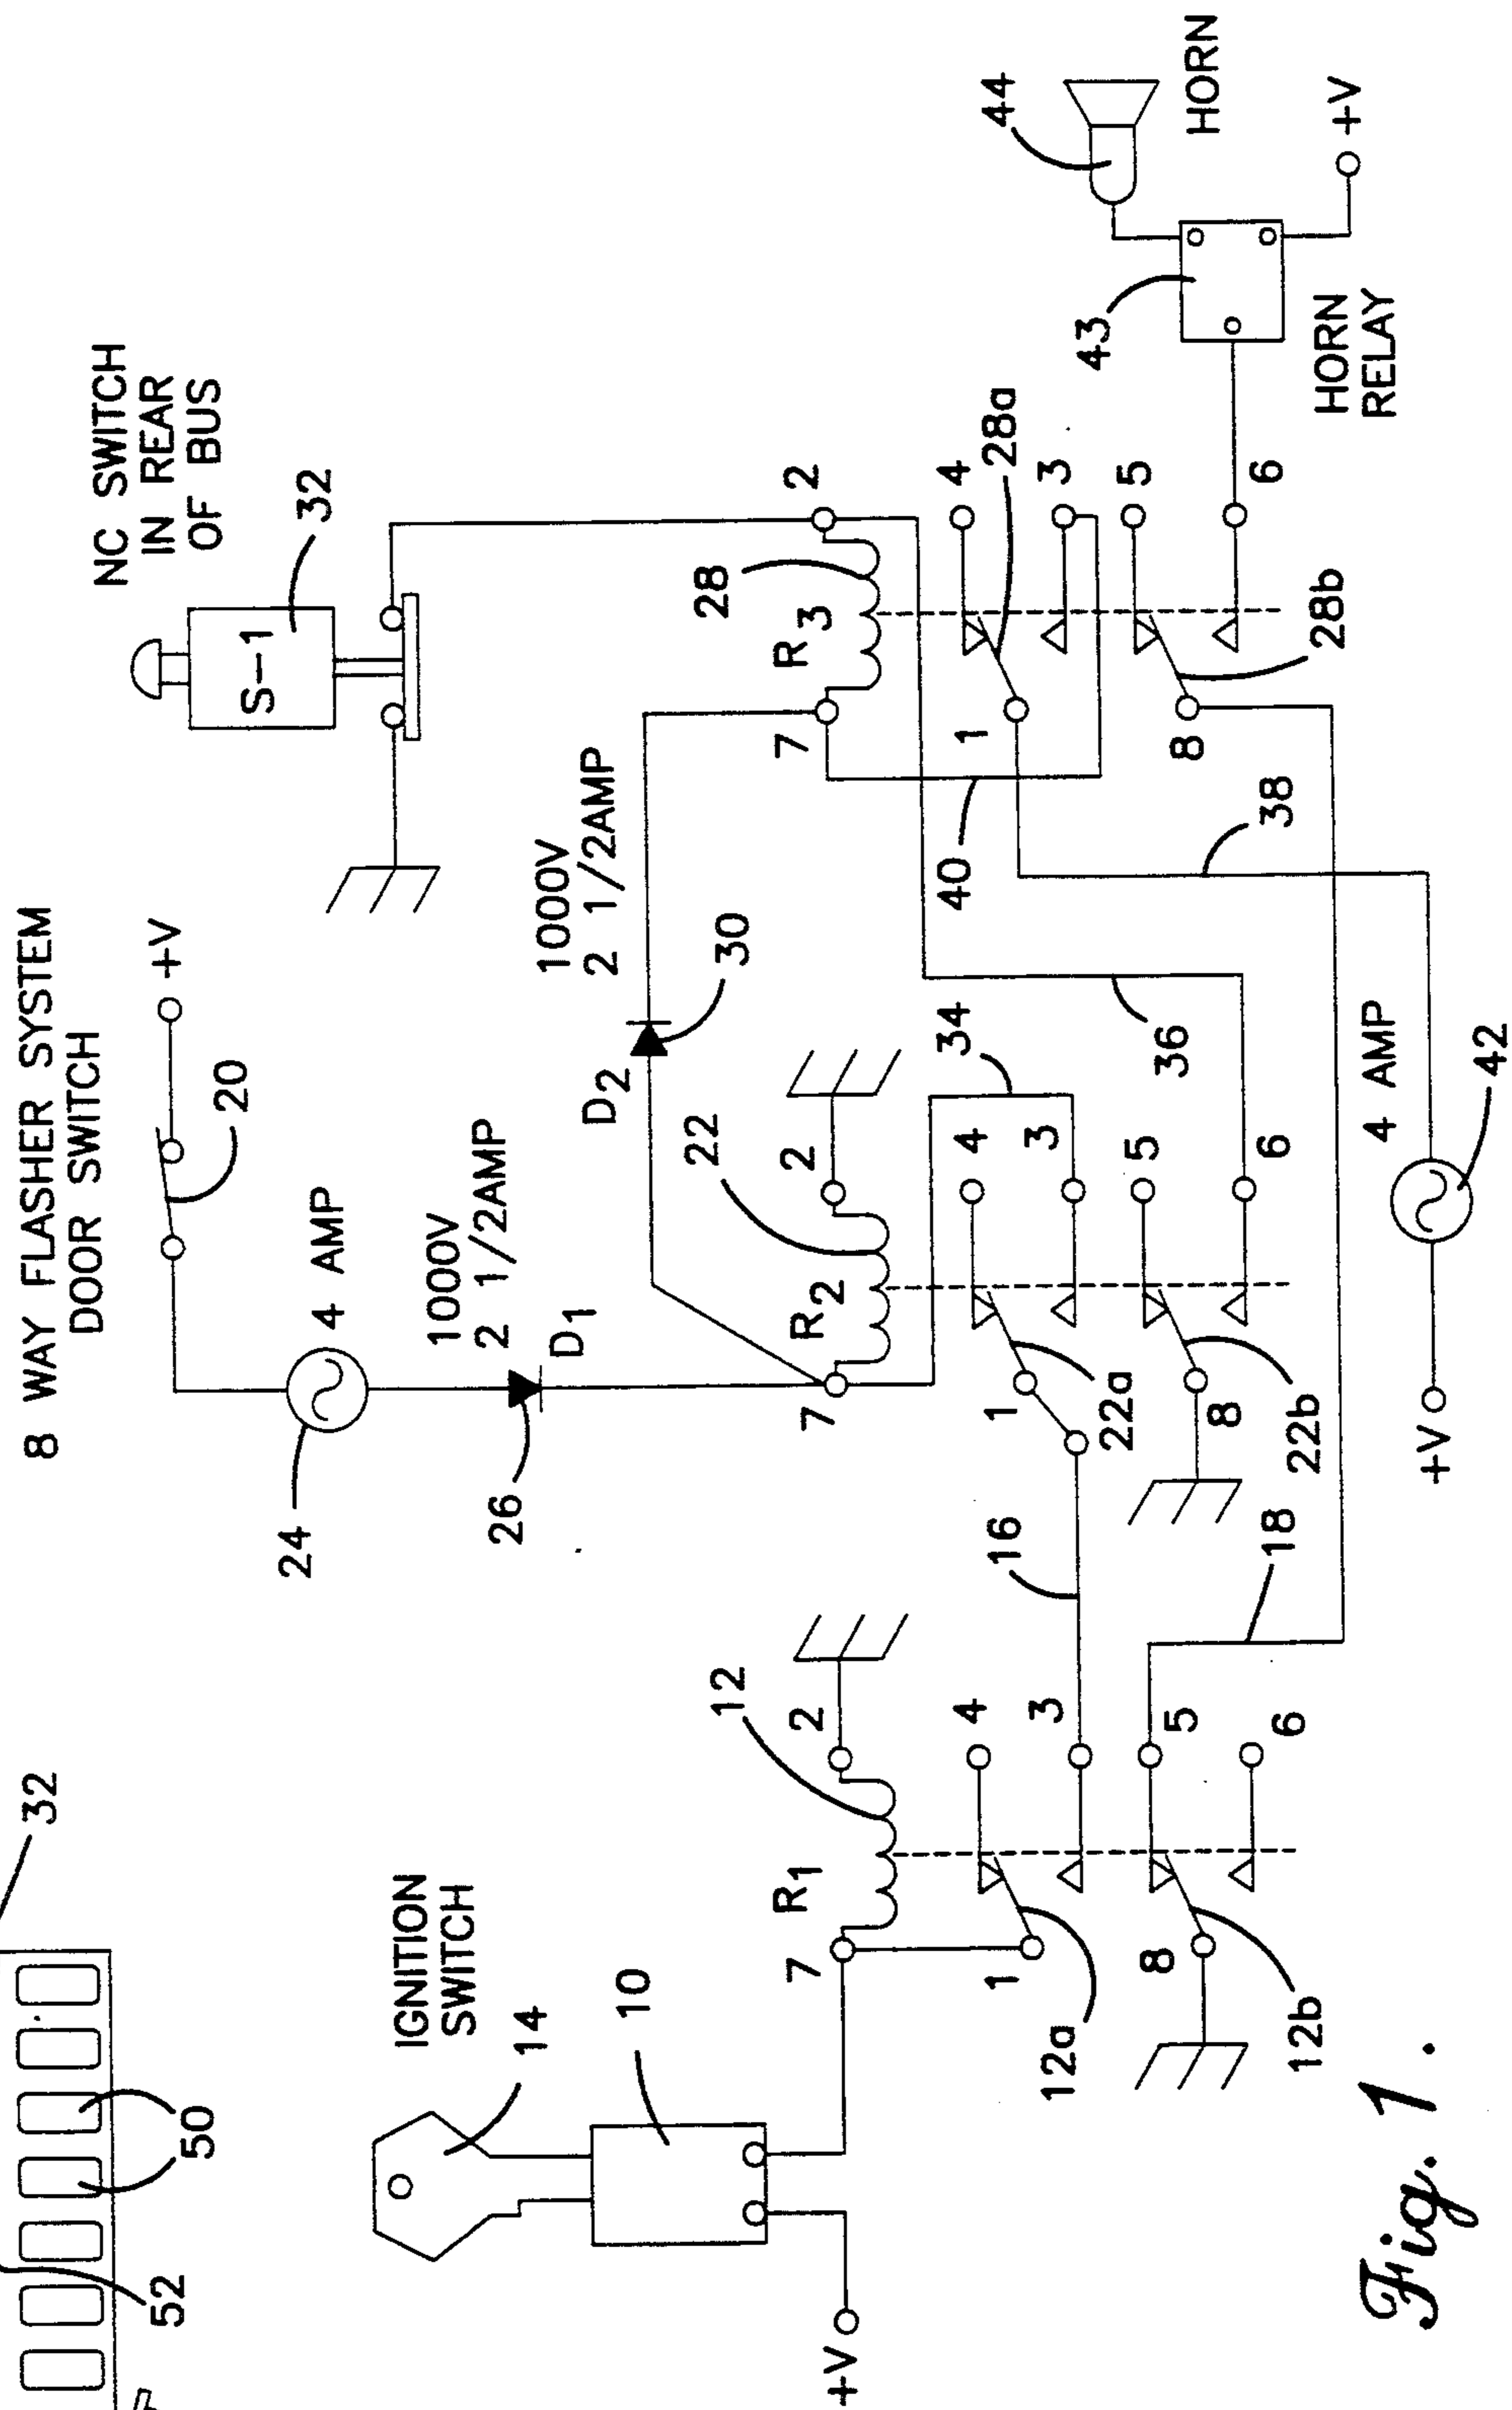 32
50
52
8 WAY FLASHER SYSTEM
DOOR SWITCH
+V
20
4 AMP
24
1000V
2 1/2AMP
D1
26
NC SWITCH
IN REAR
OF BUS
S-1
32
1000V
2 1/2AMP
D2
30
IGNITION
SWITCH
14
10
+V
R1
7
2
12
1
4
3
12a
8
5
6
12b
16
18
R2
7
2
22
1
4
3
22a
8
5
6
22b
34
36
R3
7
2
28
1
4
3
28a
8
5
6
28b
40
38
+V
4 AMP
42
43
HORN
RELAY
44
HORN
+V
Fig. 1.